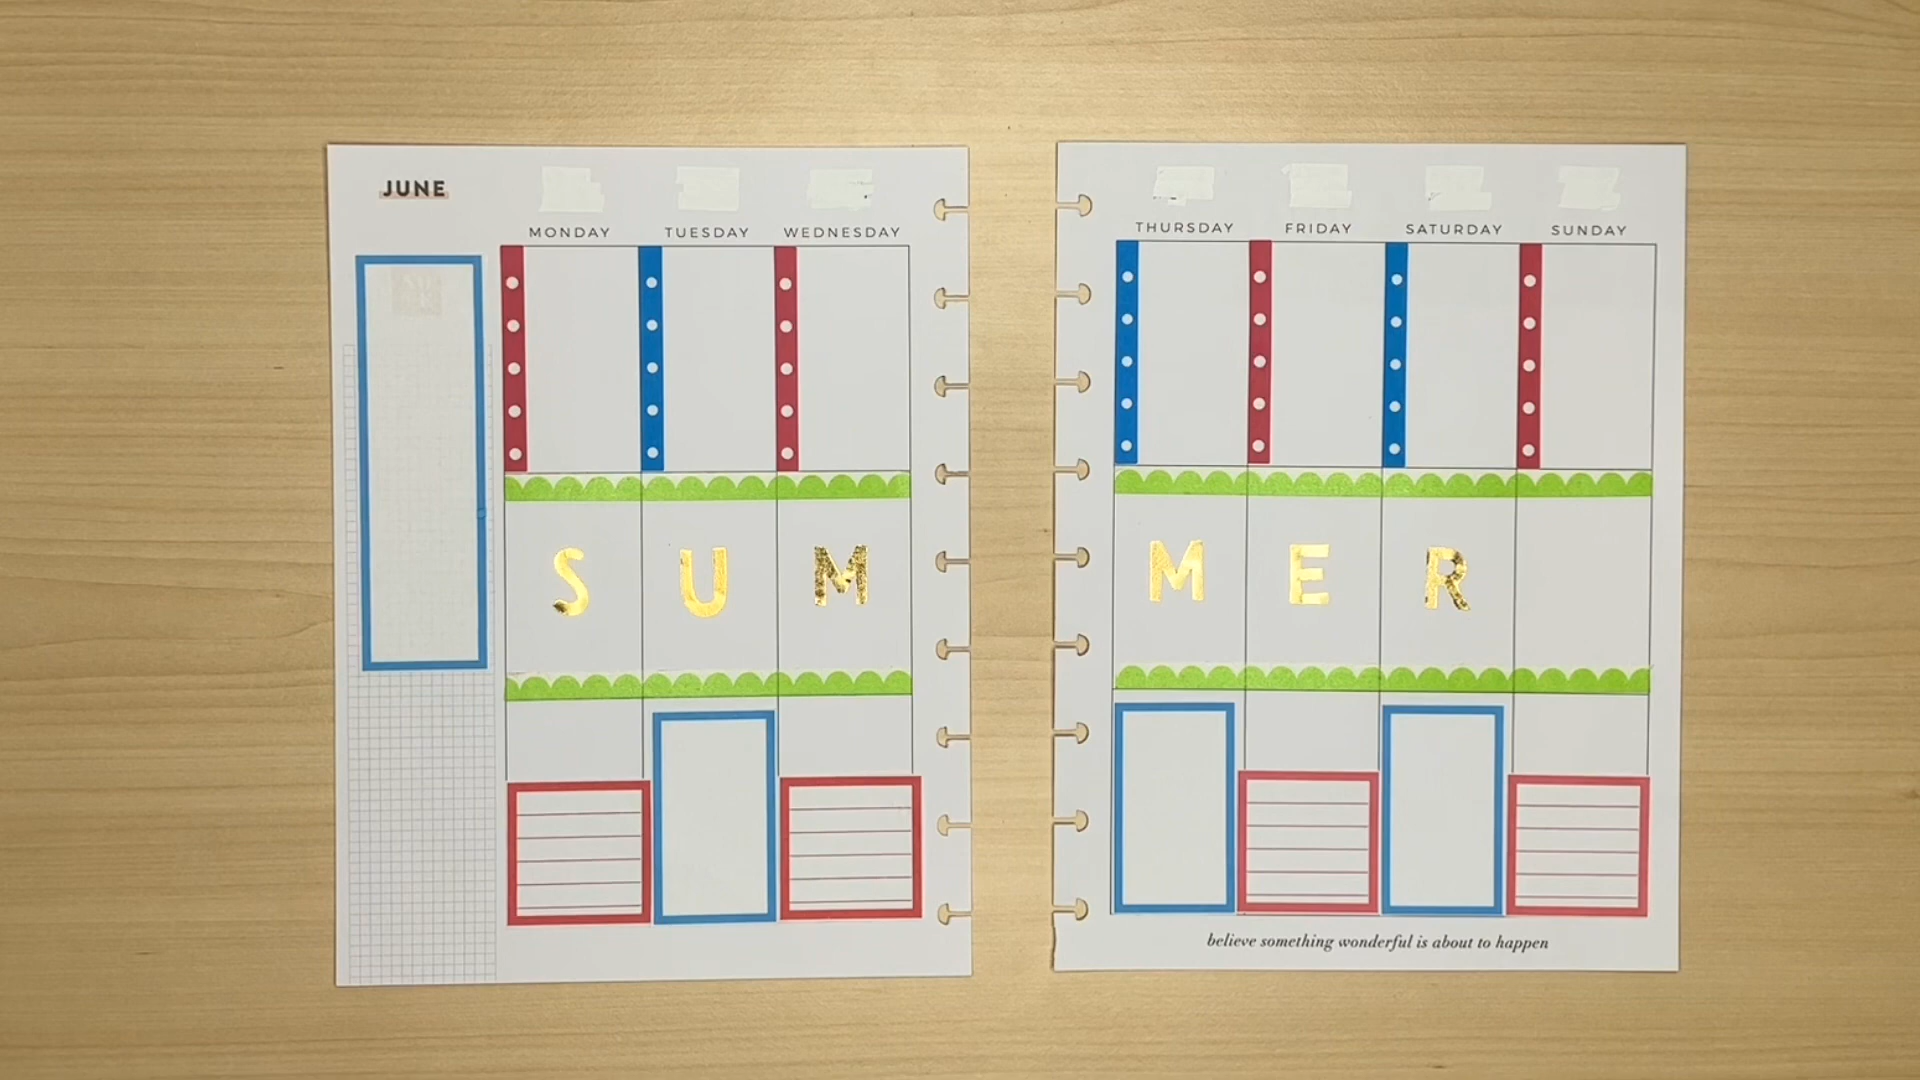 JUNE
MONDAY TUESDAY WEDNESDAY THURSDAY FRIDAY SATURDAY SUNDAY
S U M M E R
believe something wonderful is about to happen